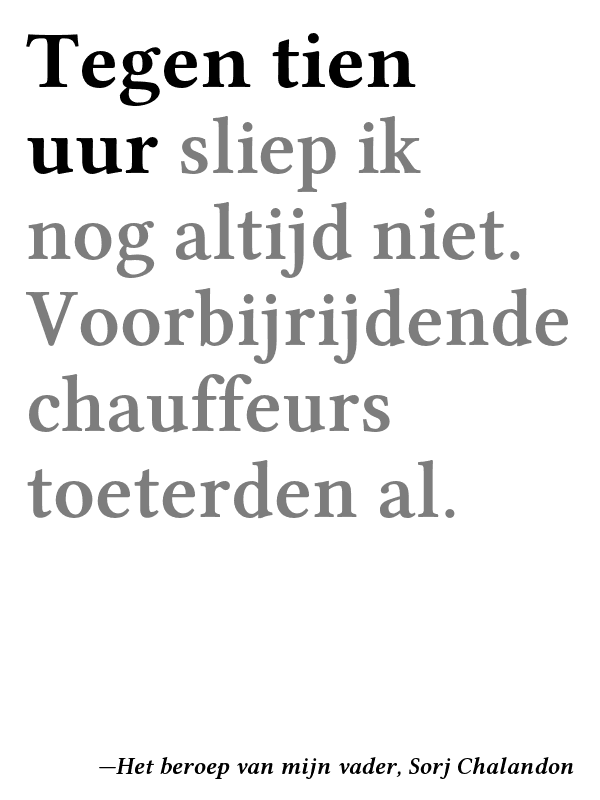 Tegen tien
uur sliep ik
nog altijd niet.
Voorbijrijdende
chauffeurs
toeterden al.
—Het beroep van mijn vader, Sorj Chalandon